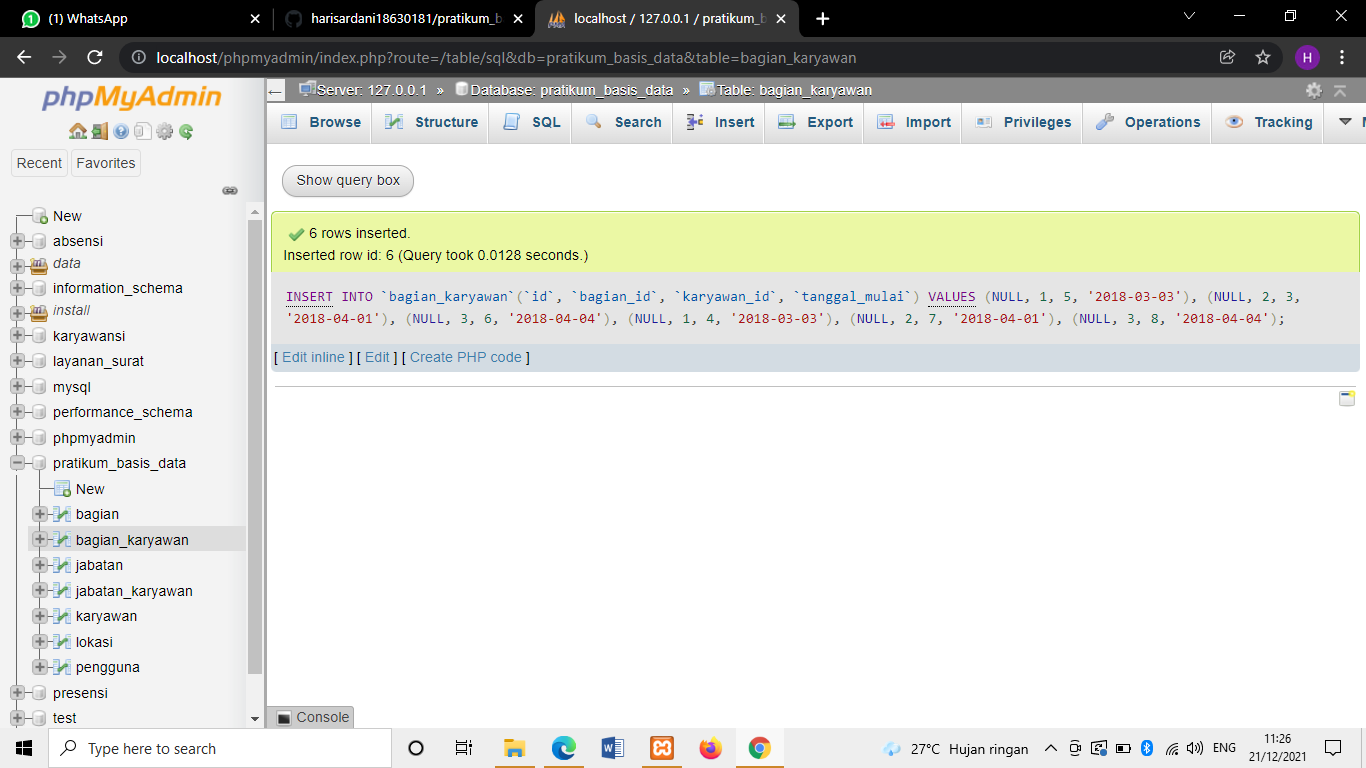 (1) WhatsApp
harisardani18630181/pratikum_b
localhost / 127.0.0.1 / pratikum_b
localhost/phpmyadmin/index.php?route=/table/sql&db=pratikum_basis_data&table=bagian_karyawan
H
phpMyAdmin
Recent
Favorites
New
absensi
data
information_schema
install
karyawansi
layanan_surat
mysql
performance_schema
phpmyadmin
pratikum_basis_data
New
bagian
bagian_karyawan
jabatan
jabatan_karyawan
karyawan
lokasi
pengguna
presensi
test
Server: 127.0.0.1 » Database: pratikum_basis_data » Table: bagian_karyawan
Browse Structure SQL Search Insert Export Import Privileges Operations Tracking
Show query box
6 rows inserted.
Inserted row id: 6 (Query took 0.0128 seconds.)
INSERT INTO `bagian_karyawan`(`id`, `bagian_id`, `karyawan_id`, `tanggal_mulai`) VALUES (NULL, 1, 5, '2018-03-03'), (NULL, 2, 3,
'2018-04-01'), (NULL, 3, 6, '2018-04-04'), (NULL, 1, 4, '2018-03-03'), (NULL, 2, 7, '2018-04-01'), (NULL, 3, 8, '2018-04-04');
[ Edit inline ] [ Edit ] [ Create PHP code ]
Console
Type here to search
27°C Hujan ringan
ENG
11:26
21/12/2021